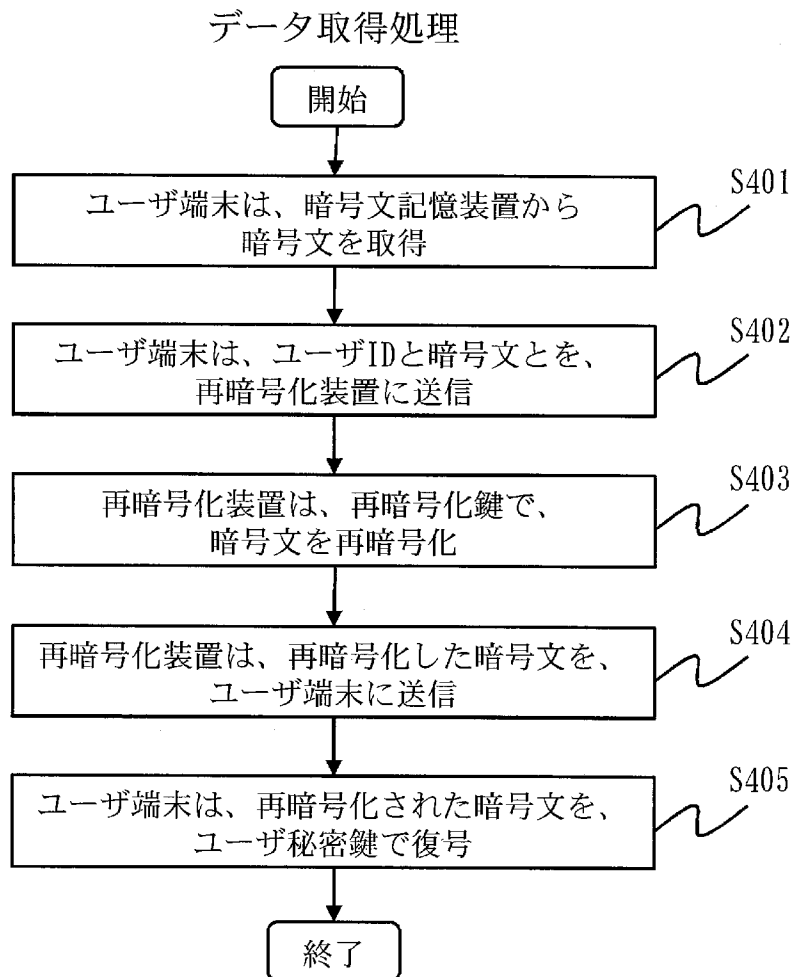 データ取得処理
開始
ユーザ端末は、暗号文記憶装置から
暗号文を取得
S401
ユーザ端末は、ユーザIDと暗号文とを、
再暗号化装置に送信
S402
再暗号化装置は、再暗号化鍵で、
暗号文を再暗号化
S403
再暗号化装置は、再暗号化した暗号文を、
ユーザ端末に送信
S404
ユーザ端末は、再暗号化された暗号文を、
ユーザ秘密鍵で復号
S405
終了